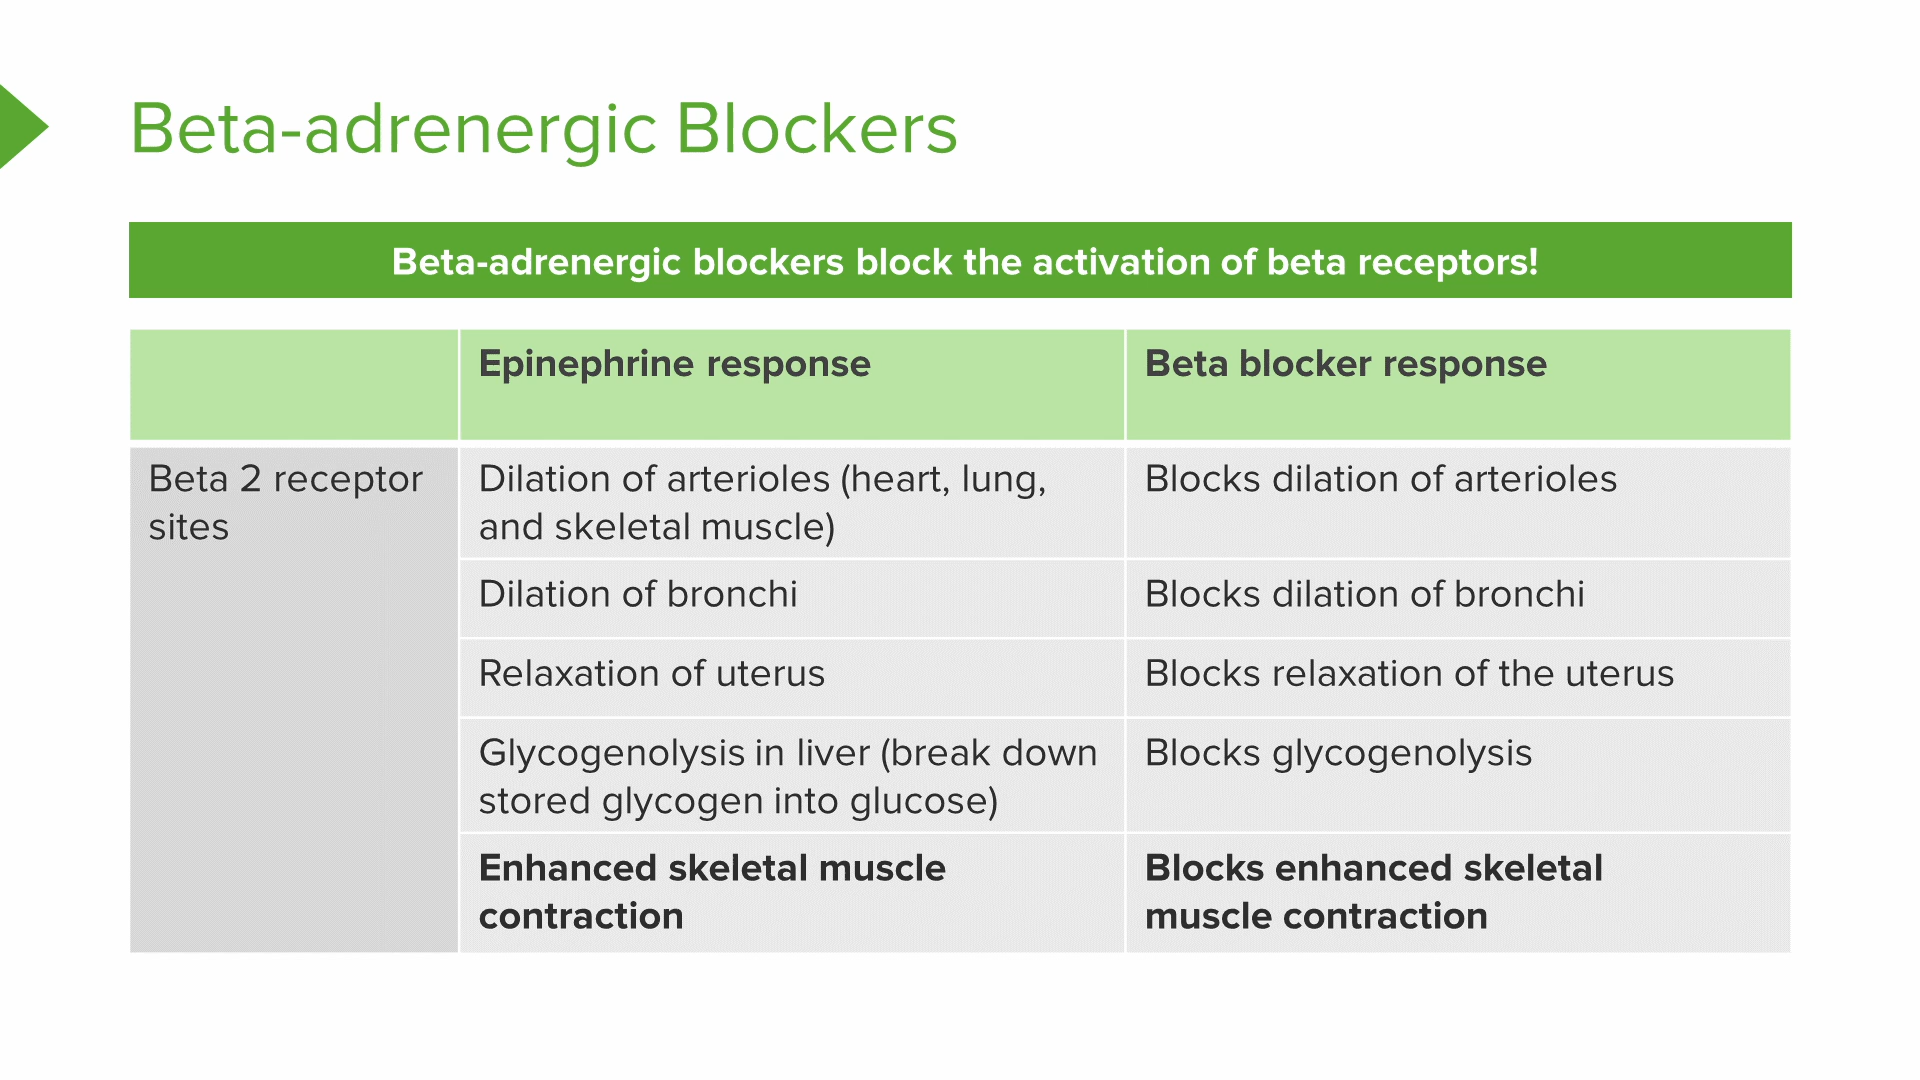 Beta-adrenergic Blockers
Beta-adrenergic blockers block the activation of beta receptors!
Epinephrine response
Beta blocker response
Beta 2 receptor
sites
Dilation of arterioles (heart, lung,
and skeletal muscle)
Blocks dilation of arterioles
Dilation of bronchi
Blocks dilation of bronchi
Relaxation of uterus
Blocks relaxation of the uterus
Glycogenolysis in liver (break down
stored glycogen into glucose)
Blocks glycogenolysis
Enhanced skeletal muscle
contraction
Blocks enhanced skeletal
muscle contraction